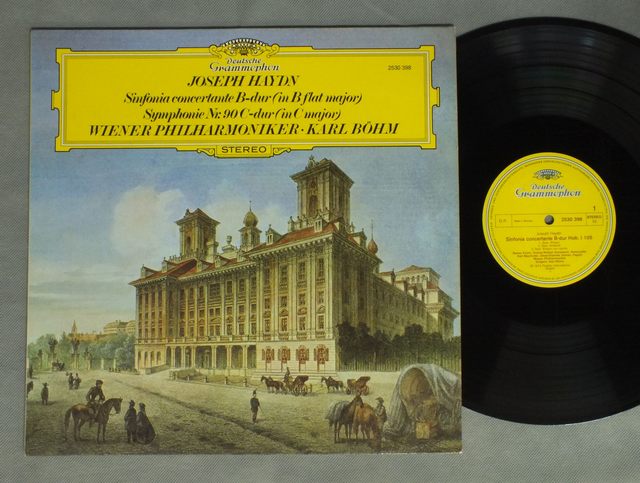 Deutsche
Grammophon
2530 398
JOSEPH HAYDN
Sinfonia concertante B-dur (in B flat major)
Symphonie Nr. 90 C-dur (in C major)
WIENER PHILHARMONIKER · KARL BÖHM
STEREO
Deutsche
Grammophon
1
2530 398
STEREO
Joseph Haydn
Sinfonia concertante B-dur Hob. I:105